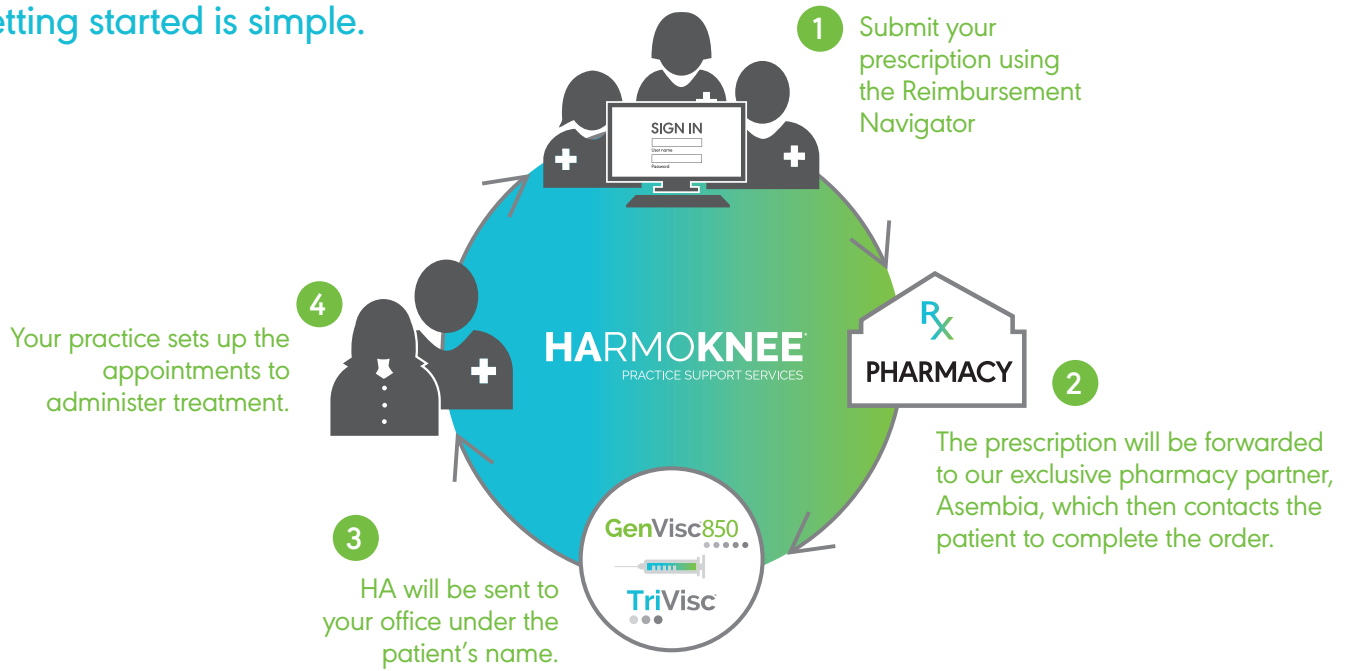 etting started is simple.
1
Submit your
prescription using
the Reimbursement
Navigator
SIGN IN
User name
Password
HARMOKNEE
PRACTICE SUPPORT SERVICES
Rx
PHARMACY
2
The prescription will be forwarded
to our exclusive pharmacy partner,
Asembia, which then contacts the
patient to complete the order.
GenVisc 850
TriVisc
3
HA will be sent to
your office under the
patient's name.
4
Your practice sets up the
appointments to
administer treatment.